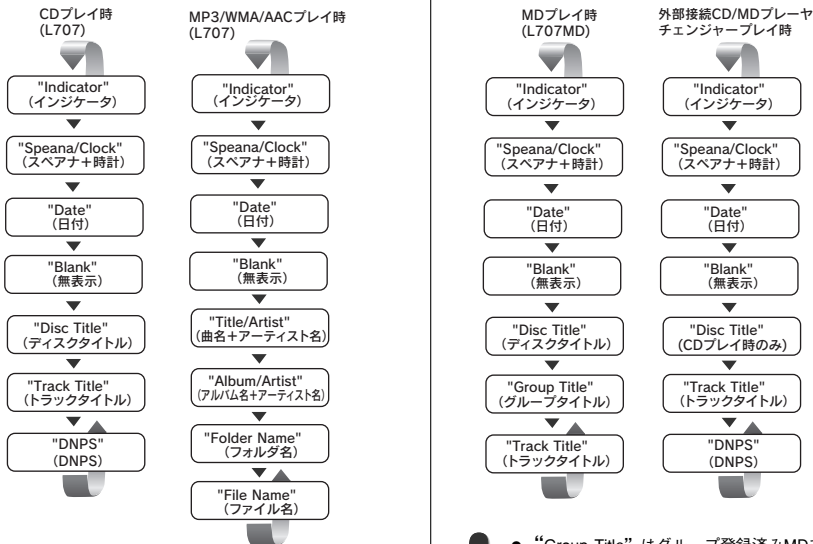 CDプレイ時
(L707)
"Indicator"
(インジケータ)
"Speana/Clock"
(スペアナ+時計)
"Date"
(日付)
"Blank"
(無表示)
"Disc Title"
(ディスクタイトル)
"Track Title"
(トラックタイトル)
"DNPS"
(DNPS)
MP3/WMA/AACプレイ時
(L707)
"Indicator"
(インジケータ)
"Speana/Clock"
(スペアナ+時計)
"Date"
(日付)
"Blank"
(無表示)
"Title/Artist"
(曲名+アーティスト名)
"Album/Artist"
(アルバム名+アーティスト名)
"Folder Name"
(フォルダ名)
"File Name"
(ファイル名)
MDプレイ時
(L707MD)
"Indicator"
(インジケータ)
"Speana/Clock"
(スペアナ+時計)
"Date"
(日付)
"Blank"
(無表示)
"Disc Title"
(ディスクタイトル)
"Group Title"
(グループタイトル)
"Track Title"
(トラックタイトル)
外部接続CD/MDプレーヤ
チェンジャープレイ時
"Indicator"
(インジケータ)
"Speana/Clock"
(スペアナ+時計)
"Date"
(日付)
"Blank"
(無表示)
"Disc Title"
(CDプレイ時のみ)
"Track Title"
(トラックタイトル)
"DNPS"
(DNPS)
● "Group Title" はグループ登録済みMD